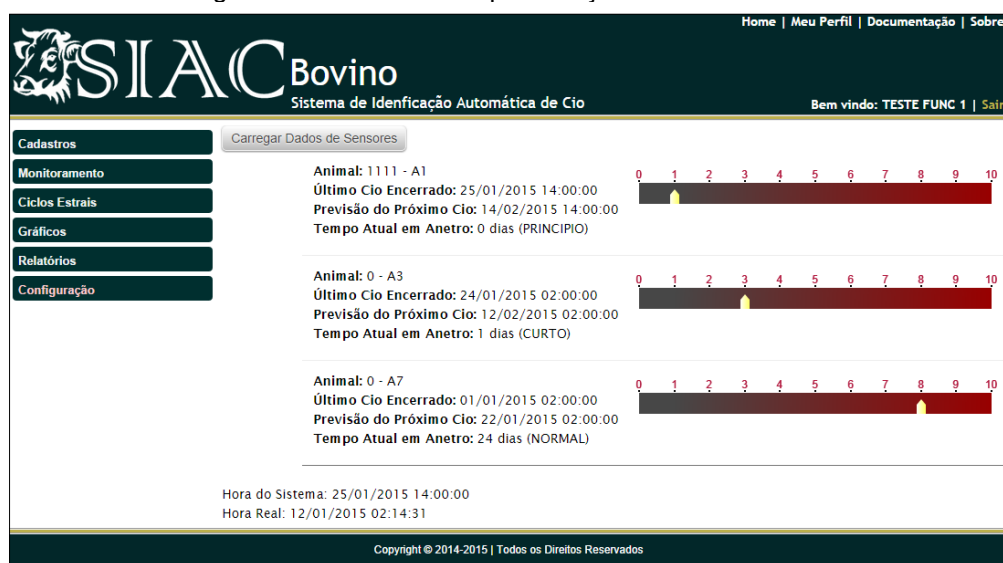 Home | Meu Perfil | Documentação | Sobre
SIAC Bovino
Sistema de Idenficação Automática de Cio
Bem vindo: TESTE FUNC 1 | Sair
Cadastros
Monitoramento
Ciclos Estrais
Gráficos
Relatórios
Configuração
Carregar Dados de Sensores
Animal: 1111 - A1
Último Cio Encerrado: 25/01/2015 14:00:00
Previsão do Próximo Cio: 14/02/2015 14:00:00
Tempo Atual em Anetro: 0 dias (PRINCIPIO)
0 1 2 3 4 5 6 7 8 9 10
Animal: 0 - A3
Último Cio Encerrado: 24/01/2015 02:00:00
Previsão do Próximo Cio: 12/02/2015 02:00:00
Tempo Atual em Anetro: 1 dias (CURTO)
0 1 2 3 4 5 6 7 8 9 10
Animal: 0 - A7
Último Cio Encerrado: 01/01/2015 02:00:00
Previsão do Próximo Cio: 22/01/2015 02:00:00
Tempo Atual em Anetro: 24 dias (NORMAL)
0 1 2 3 4 5 6 7 8 9 10
Hora do Sistema: 25/01/2015 14:00:00
Hora Real: 12/01/2015 02:14:31
Copyright © 2014-2015 | Todos os Direitos Reservados